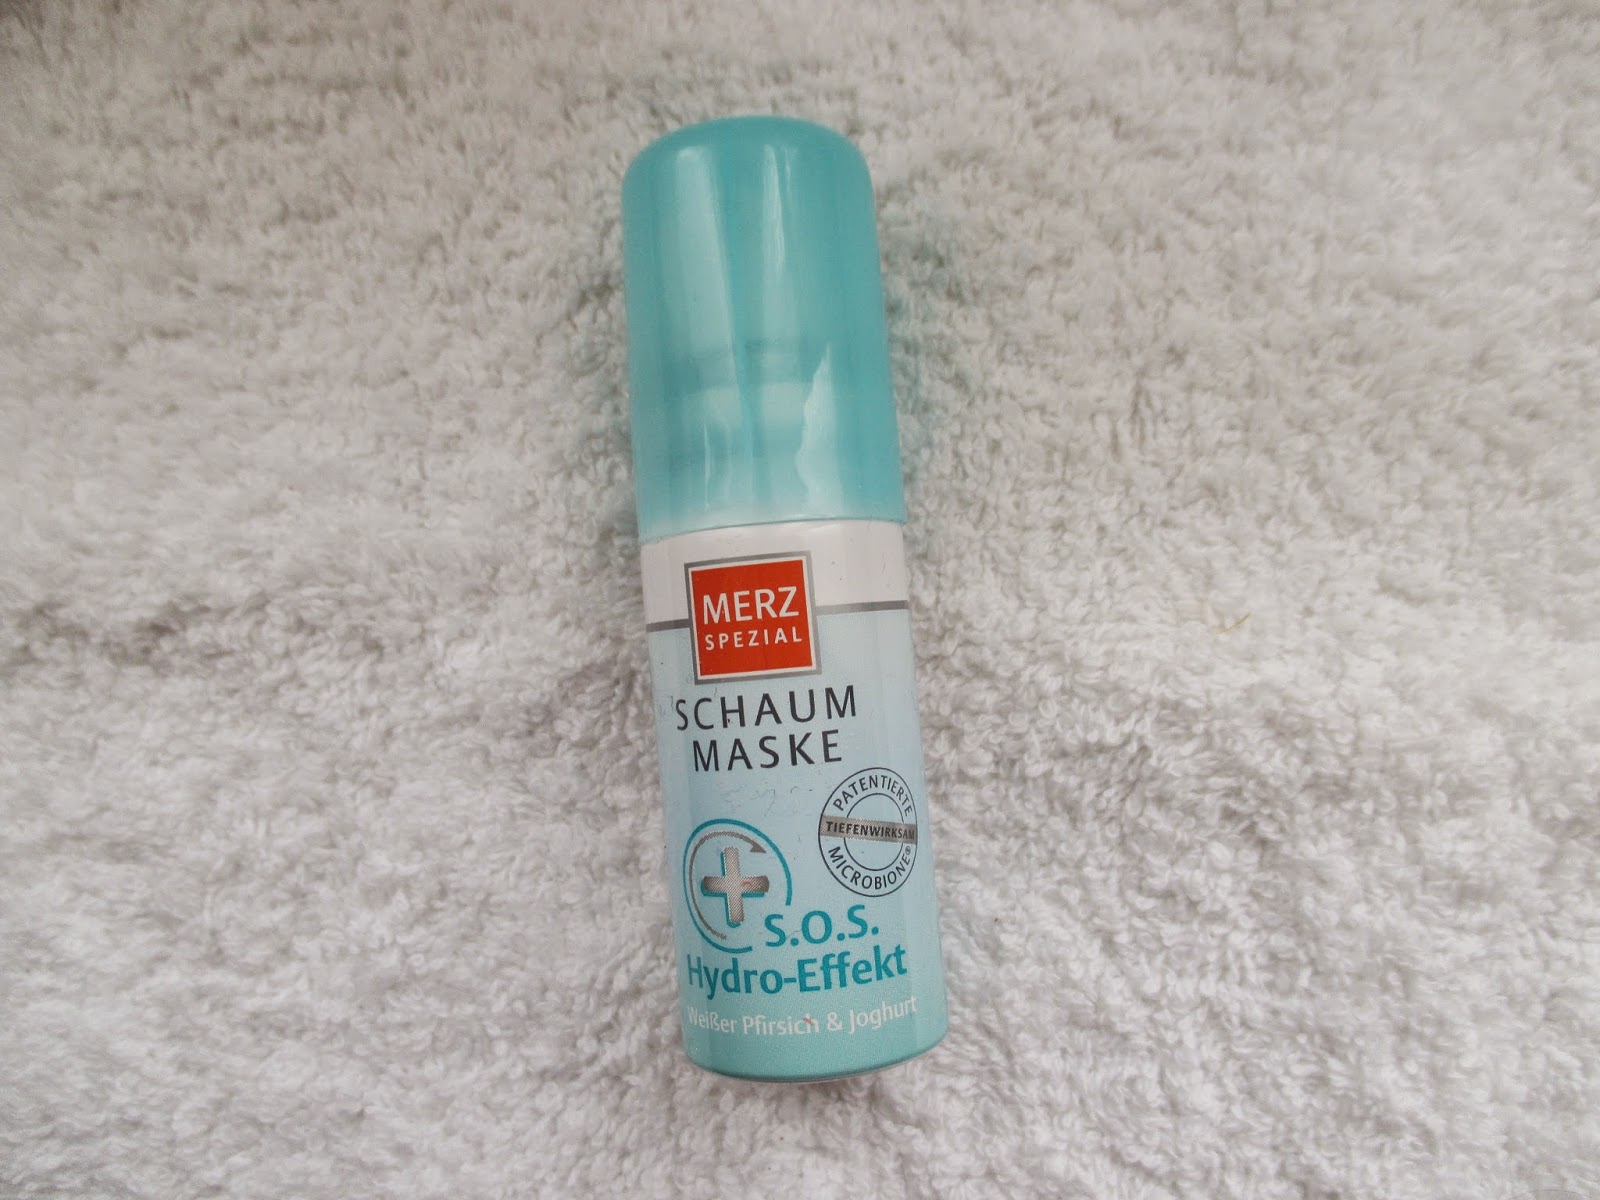 MERZ
SPEZIAL
SCHAUM
MASKE
PATENTIERTE
TIEFENWIRKSAM
MICROBIONE®
S.O.S.
Hydro-Effekt
Weißer Pfirsich & Joghurt